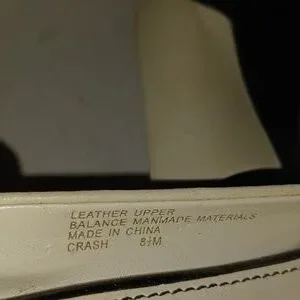 LEATHER UPPER
BALANCE MANMADE MATERIALS
MADE IN CHINA
CRASH 8½M